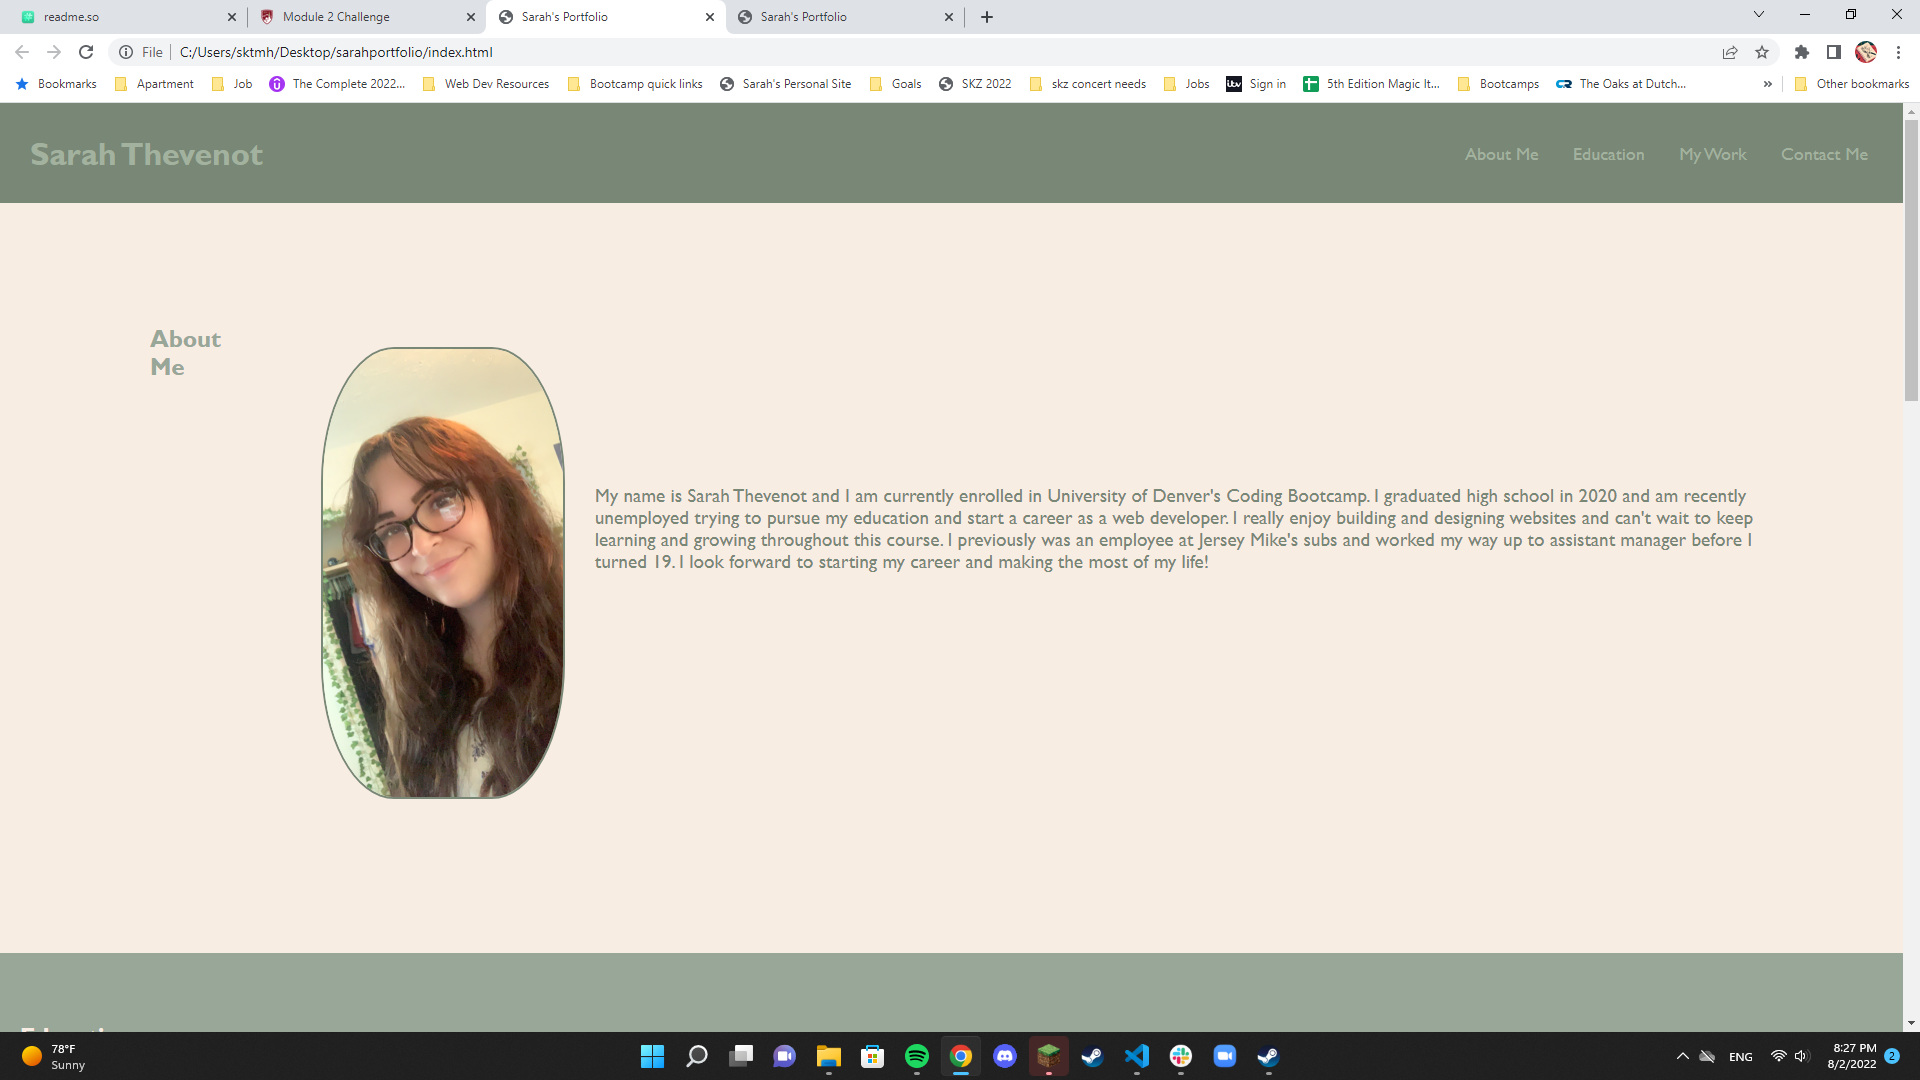 readme.so
Module 2 Challenge
Sarah's Portfolio
Sarah's Portfolio
File
C:/Users/sktmh/Desktop/sarahportfolio/index.html
Bookmarks
Apartment
Job
The Complete 2022...
Web Dev Resources
Bootcamp quick links
Sarah's Personal Site
Goals
SKZ 2022
skz concert needs
Jobs
itv
Sign in
5th Edition Magic It...
Bootcamps
CR
The Oaks at Dutch...
»
Other bookmarks
Sarah Thevenot
About Me
Education
My Work
Contact Me
About
Me
My name is Sarah Thevenot and I am currently enrolled in University of Denver's Coding Bootcamp. I graduated high school in 2020 and am recently
unemployed trying to pursue my education and start a career as a web developer. I really enjoy building and designing websites and can't wait to keep
learning and growing throughout this course. I previously was an employee at Jersey Mike's subs and worked my way up to assistant manager before I
turned 19. I look forward to starting my career and making the most of my life!
78°F
Sunny
ENG
8:27 PM
8/2/2022
2